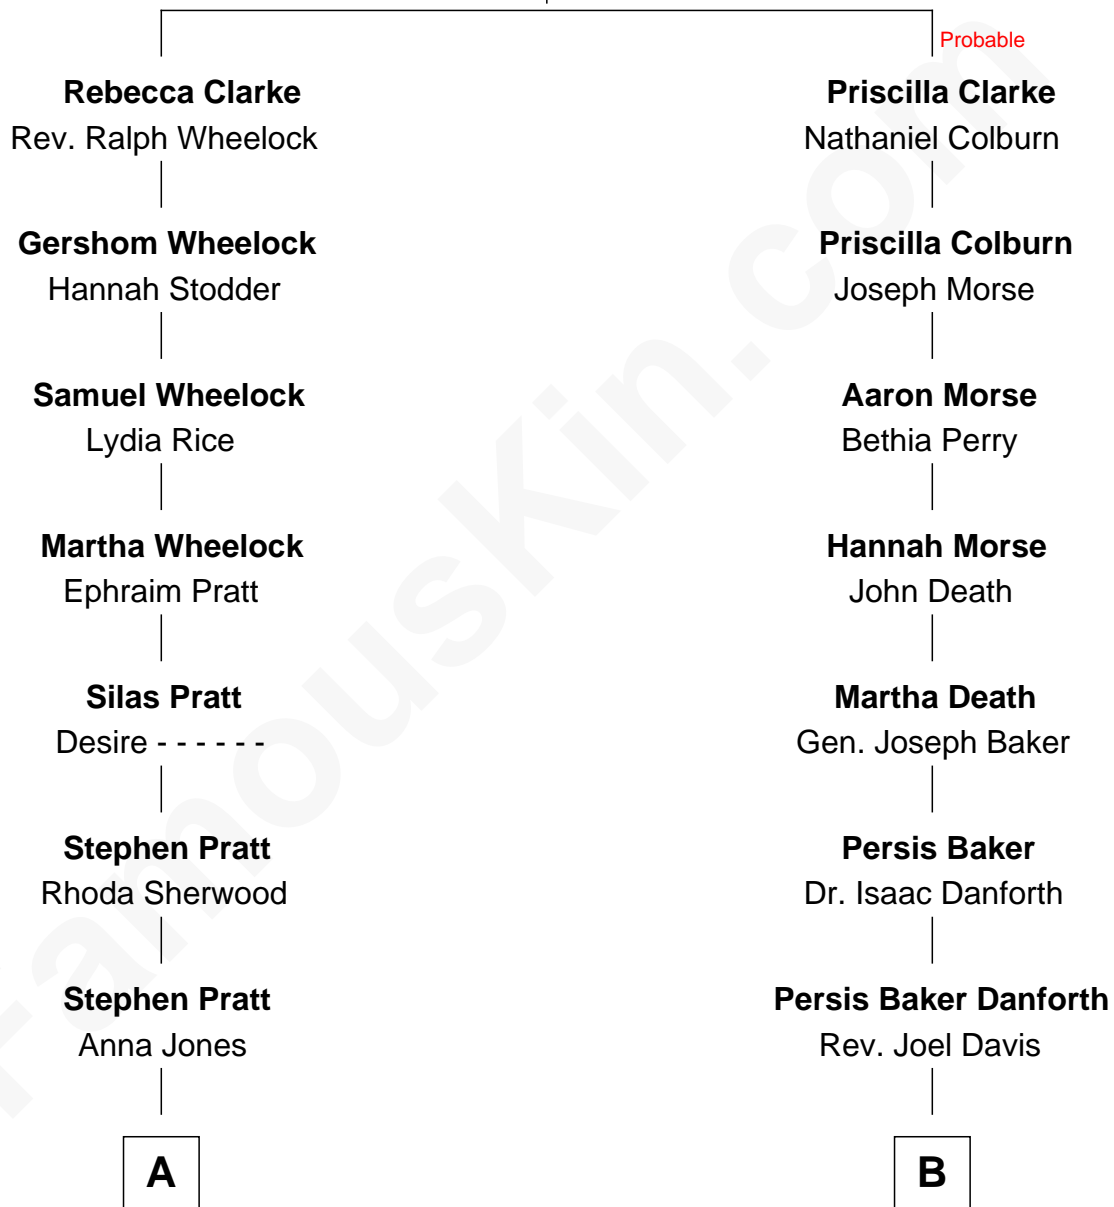 Probable
Rebecca Clarke
Rev. Ralph Wheelock
Gershom Wheelock
Hannah Stodder
Samuel Wheelock
Lydia Rice
Martha Wheelock
Ephraim Pratt
Silas Pratt
Desire - - - - - -
Stephen Pratt
Rhoda Sherwood
Stephen Pratt
Anna Jones
A
Priscilla Clarke
Nathaniel Colburn
Priscilla Colburn
Joseph Morse
Aaron Morse
Bethia Perry
Hannah Morse
John Death
Martha Death
Gen. Joseph Baker
Persis Baker
Dr. Isaac Danforth
Persis Baker Danforth
Rev. Joel Davis
B
FamousKin.com